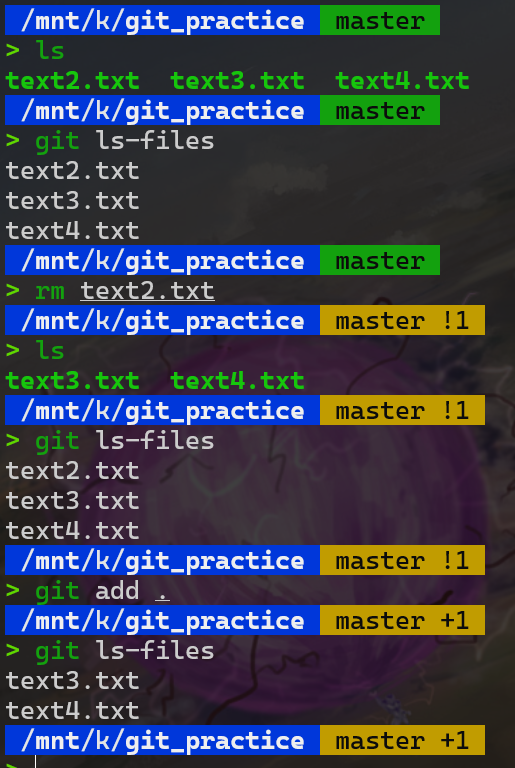 /mnt/k/git_practice master
> ls
text2.txt text3.txt text4.txt
/mnt/k/git_practice master
> git ls-files
text2.txt
text3.txt
text4.txt
/mnt/k/git_practice master
> rm text2.txt
/mnt/k/git_practice master !1
> ls
text3.txt text4.txt
/mnt/k/git_practice master !1
> git ls-files
text2.txt
text3.txt
text4.txt
/mnt/k/git_practice master !1
> git add .
/mnt/k/git_practice master +1
> git ls-files
text3.txt
text4.txt
/mnt/k/git_practice master +1
>